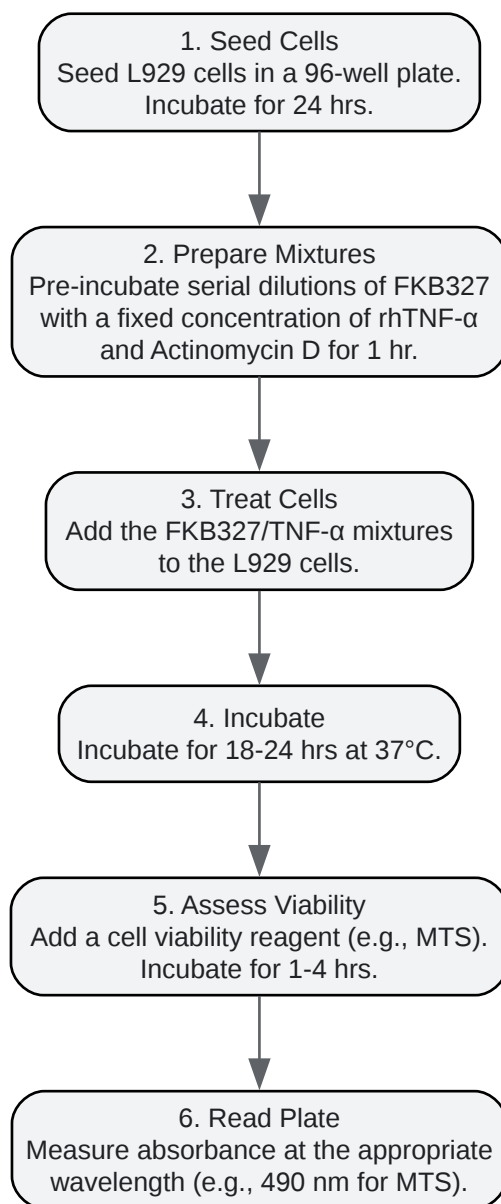 1. Seed Cells
Seed L929 cells in a 96-well plate.
Incubate for 24 hrs.
2. Prepare Mixtures
Pre-incubate serial dilutions of FKB327
with a fixed concentration of rhTNF-α
and Actinomycin D for 1 hr.
3. Treat Cells
Add the FKB327/TNF-α mixtures
to the L929 cells.
4. Incubate
Incubate for 18-24 hrs at 37°C.
5. Assess Viability
Add a cell viability reagent (e.g., MTS).
Incubate for 1-4 hrs.
6. Read Plate
Measure absorbance at the appropriate
wavelength (e.g., 490 nm for MTS).